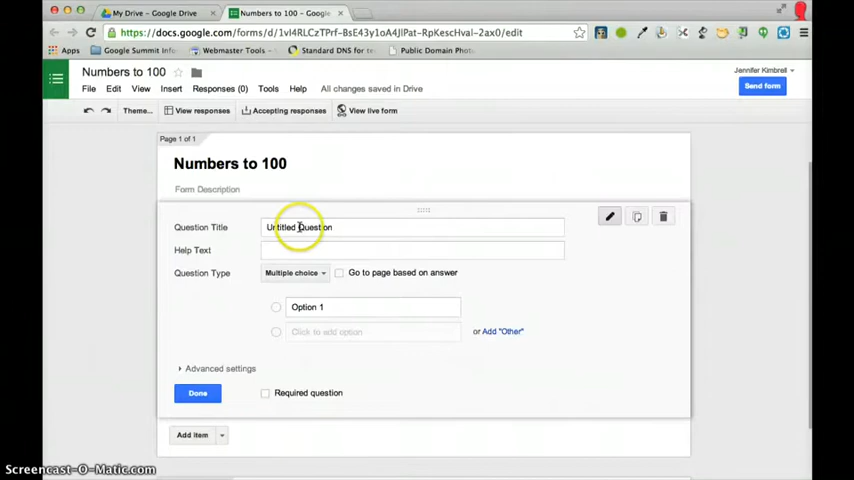 My Drive - Google Drive
Numbers to 100 - Google
https://docs.google.com/forms/d/1vl4RLCzTPrf-BsE43y1oA4JlPat-RpKeschVal-2ax0/edit
Apps
Google Summit Info
Webmaster Tools -
Standard DNS for
Public Domain Photo
Numbers to 100
Jennifer Kimbrell
File Edit View Insert Responses (0) Tools Help All changes saved in Drive
Send form
Theme... View responses Accepting responses View live form
Page 1 of 1
Numbers to 100
Form Description
Question Title Untitled Question
Help Text
Question Type Multiple choice Go to page based on answer
Option 1
Click to add option or Add "Other"
Advanced settings
Done Required question
Add item
Screencast-O-Matic.com